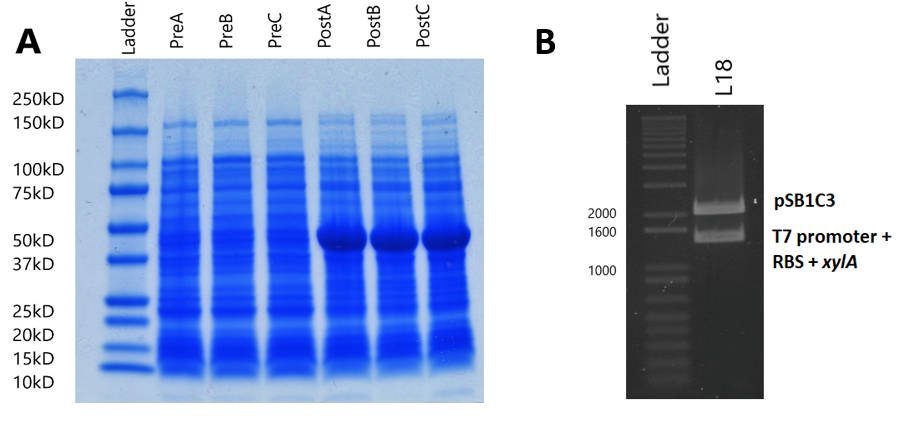 A
Ladder
PreA
PreB
PreC
PostA
PostB
PostC
250kD
150kD
100kD
75kD
50kD
37kD
25kD
20kD
15kD
10kD
B
Ladder
L18
2000
1600
1000
pSB1C3
T7 promoter +
RBS + xylA